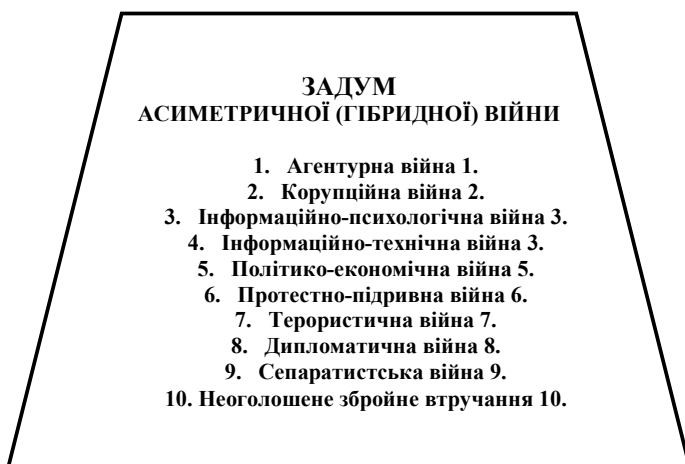 ЗАДУМ
АСИМЕТРИЧНОЇ (ГІБРИДНОЇ) ВІЙНИ
1. Агентурна війна 1.
2. Корупційна війна 2.
3. Інформаційно-психологічна війна 3.
4. Інформаційно-технічна війна 3.
5. Політико-економічна війна 5.
6. Протестно-підривна війна 6.
7. Терористична війна 7.
8. Дипломатична війна 8.
9. Сепаратистська війна 9.
10. Неоголошене збройне втручання 10.